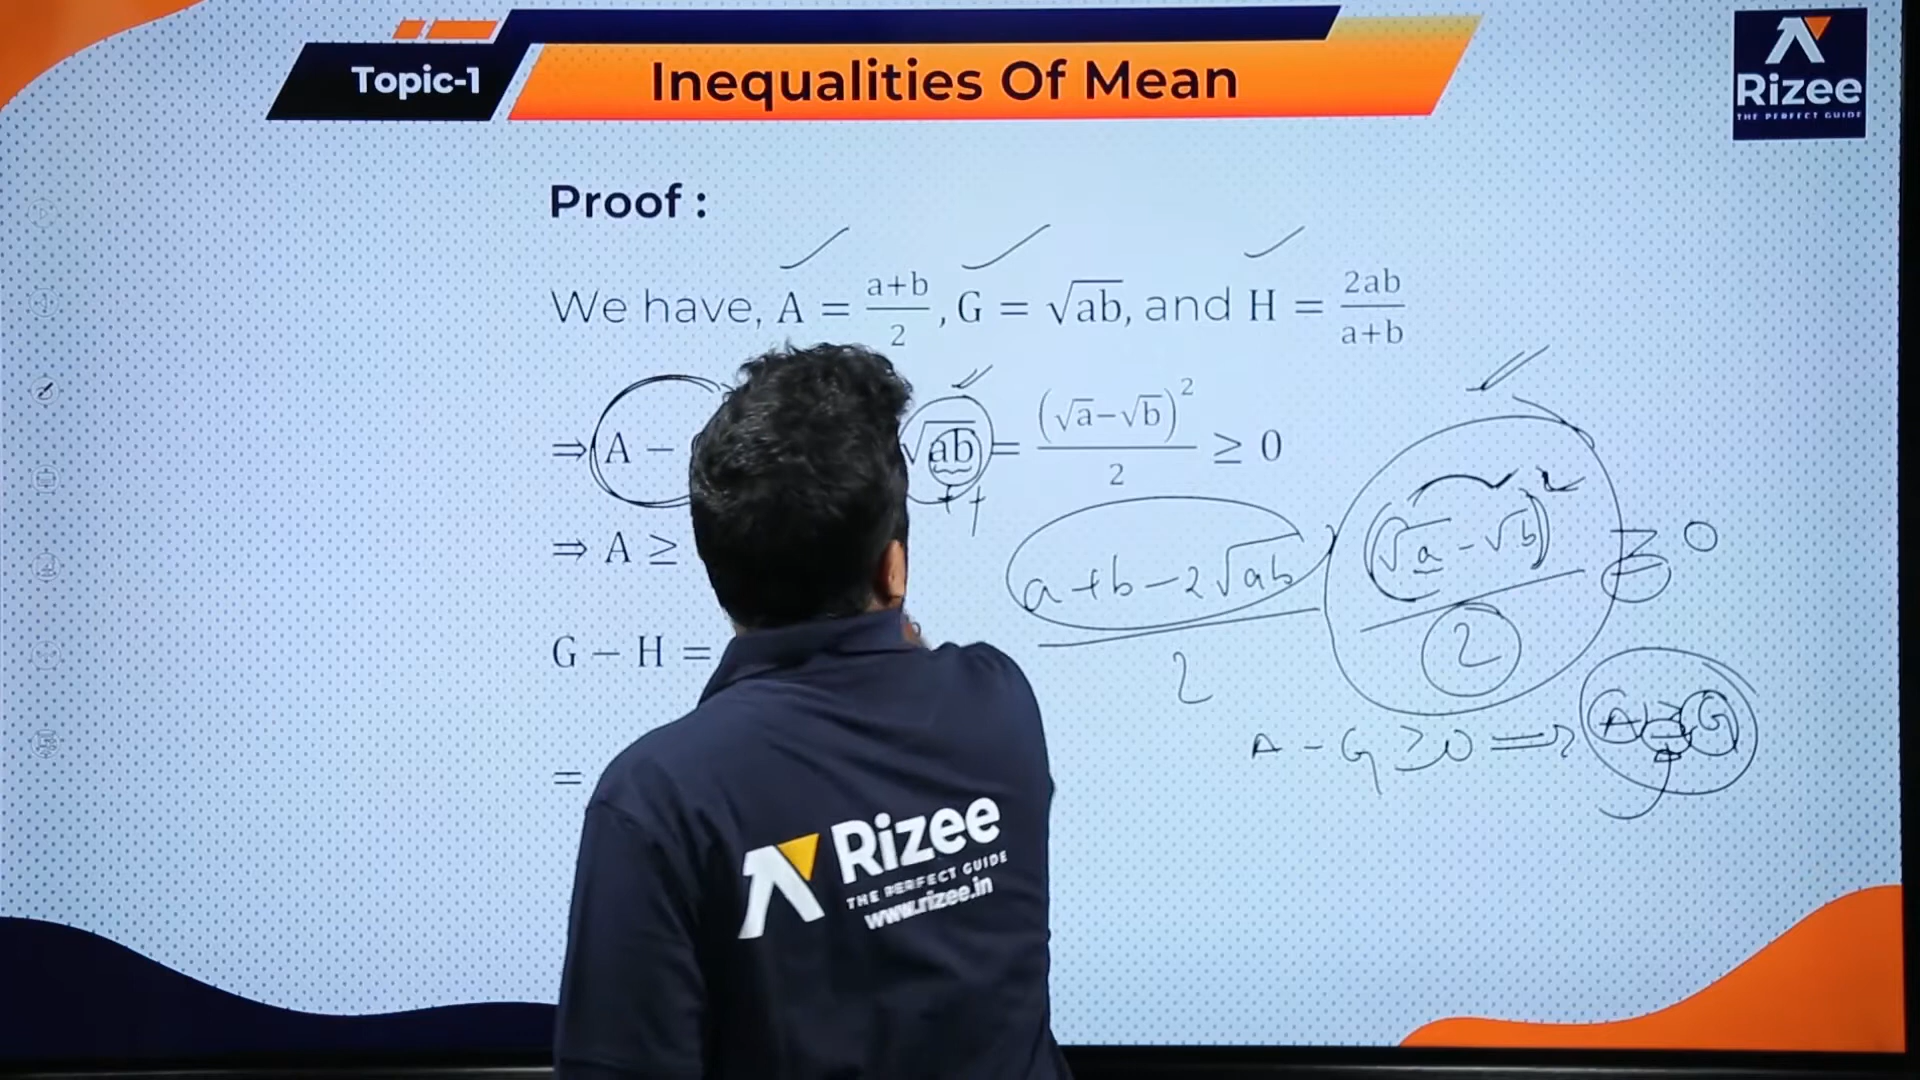 Topic-1
Inequalities Of Mean
Rizee
THE PERFECT GUIDE
Proof :
We have, A = a+b/2, G = √ab, and H = 2ab/a+b
⇒ A − √ab = (√a−√b)²/2 ≥ 0
⇒ A ≥
a+b−2√ab/2 (√a−√b)²/2 ≥ 0
G − H =
A − G ≥ 0 ⇒ A ≥ G
=
Rizee
THE PERFECT GUIDE
www.rizee.in